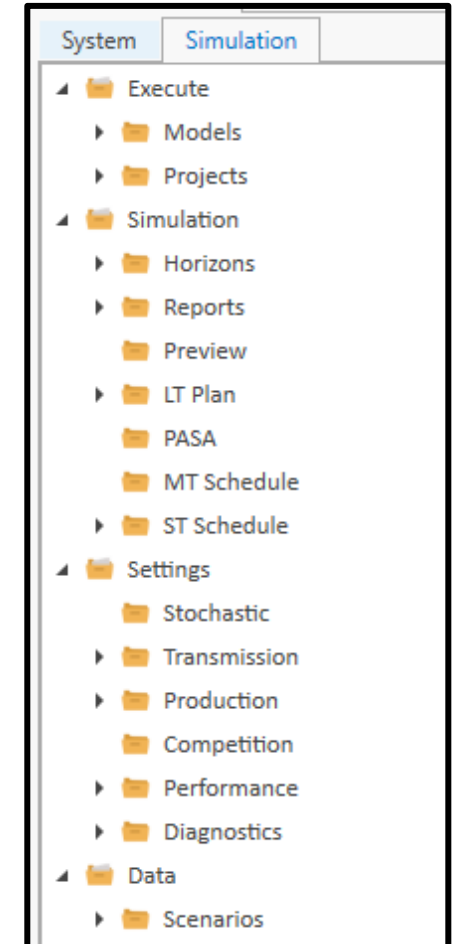 System Simulation
Execute
Models
Projects
Simulation
Horizons
Reports
Preview
LT Plan
PASA
MT Schedule
ST Schedule
Settings
Stochastic
Transmission
Production
Competition
Performance
Diagnostics
Data
Scenarios